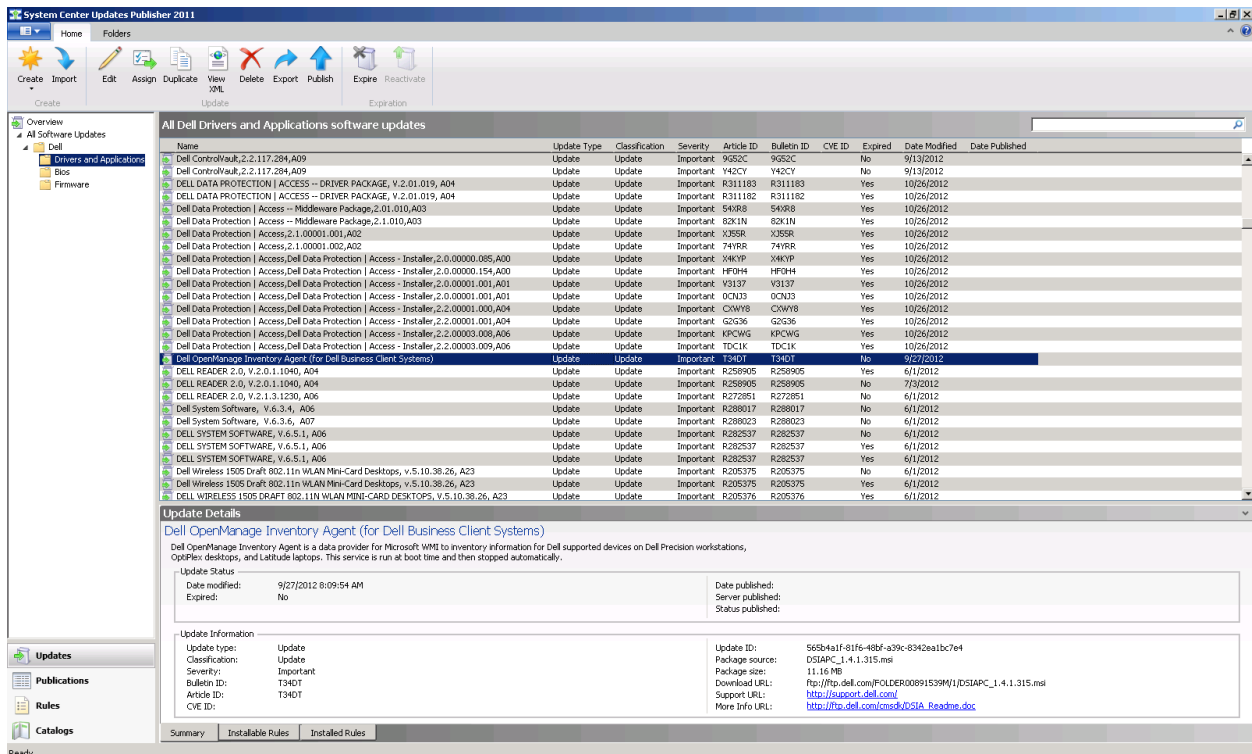 System Center Updates Publisher 2011
Home Folders
Create Import Edit Assign Duplicate View XML Delete Export Publish Expire Reactivate
Create Update Expiration
Overview
All Software Updates
Dell
Drivers and Applications
Bios
Firmware
All Dell Drivers and Applications software updates
Name Update Type Classification Severity Article ID Bulletin ID CVE ID Expired Date Modified Date Published
Dell ControlVault,2.2.117.284,A09 Update Update Important 9G52C 9G52C No 9/13/2012
Dell ControlVault,2.2.117.284,A09 Update Update Important Y42CY Y42CY No 9/13/2012
DELL DATA PROTECTION | ACCESS -- DRIVER PACKAGE, V.2.01.019, A04 Update Update Important R311183 R311183 Yes 10/26/2012
DELL DATA PROTECTION | ACCESS -- DRIVER PACKAGE, V.2.01.019, A04 Update Update Important R311182 R311182 Yes 10/26/2012
Dell Data Protection | Access -- Middleware Package,2.01.010,A03 Update Update Important 54XR8 54XR8 Yes 10/26/2012
Dell Data Protection | Access -- Middleware Package,2.1.010,A03 Update Update Important 82K1N 82K1N Yes 10/26/2012
Dell Data Protection | Access,2.1.00001.001,A02 Update Update Important XJ55R XJ55R Yes 10/26/2012
Dell Data Protection | Access,2.1.00001.002,A02 Update Update Important 74YRR 74YRR Yes 10/26/2012
Dell Data Protection | Access,Dell Data Protection | Access - Installer,2.0.00000.085,A00 Update Update Important X4KYP X4KYP Yes 10/26/2012
Dell Data Protection | Access,Dell Data Protection | Access - Installer,2.0.00000.154,A00 Update Update Important HF0H4 HF0H4 Yes 10/26/2012
Dell Data Protection | Access,Dell Data Protection | Access - Installer,2.0.00001.001,A01 Update Update Important V3137 V3137 Yes 10/26/2012
Dell Data Protection | Access,Dell Data Protection | Access - Installer,2.0.00001.001,A01 Update Update Important 0CNJ3 0CNJ3 Yes 10/26/2012
Dell Data Protection | Access,Dell Data Protection | Access - Installer,2.2.00001.000,A04 Update Update Important CXWY8 CXWY8 Yes 10/26/2012
Dell Data Protection | Access,Dell Data Protection | Access - Installer,2.2.00001.001,A04 Update Update Important G2G36 G2G36 Yes 10/26/2012
Dell Data Protection | Access,Dell Data Protection | Access - Installer,2.2.00003.008,A06 Update Update Important KPCWG KPCWG Yes 10/26/2012
Dell Data Protection | Access,Dell Data Protection | Access - Installer,2.2.00003.009,A06 Update Update Important TDC1K TDC1K Yes 10/26/2012
Dell OpenManage Inventory Agent (for Dell Business Client Systems) Update Update Important T34DT T34DT No 9/27/2012
DELL READER 2.0, V.2.0.1.1040, A04 Update Update Important R258905 R258905 Yes 6/1/2012
DELL READER 2.0, V.2.0.1.1040, A04 Update Update Important R258905 R258905 No 7/3/2012
DELL READER 2.0, V.2.1.3.1230, A06 Update Update Important R272851 R272851 No 6/1/2012
Dell System Software, V.6.3.4, A06 Update Update Important R288017 R288017 No 6/1/2012
Dell System Software, V.6.3.6, A07 Update Update Important R288023 R288023 No 6/1/2012
DELL SYSTEM SOFTWARE, V.6.5.1, A06 Update Update Important R282537 R282537 No 6/1/2012
DELL SYSTEM SOFTWARE, V.6.5.1, A06 Update Update Important R282537 R282537 Yes 6/1/2012
DELL SYSTEM SOFTWARE, V.6.5.1, A06 Update Update Important R282537 R282537 Yes 6/1/2012
Dell Wireless 1505 Draft 802.11n WLAN Mini-Card Desktops, v.5.10.38.26, A23 Update Update Important R205375 R205375 No 6/1/2012
Dell Wireless 1505 Draft 802.11n WLAN Mini-Card Desktops, v.5.10.38.26, A23 Update Update Important R205375 R205375 Yes 6/1/2012
DELL WIRELESS 1505 DRAFT 802.11N WLAN MINI-CARD DESKTOPS, V.5.10.38.26, A23 Update Update Important R205376 R205376 Yes 6/1/2012
Update Details
Dell OpenManage Inventory Agent (for Dell Business Client Systems)
Dell OpenManage Inventory Agent is a data provider for Microsoft WMI to inventory information for Dell supported devices on Dell Precision workstations,
OptiPlex desktops, and Latitude laptops. This service is run at boot time and then stopped automatically.
Update Status
Date modified: 9/27/2012 8:09:54 AM
Expired: No
Date published:
Server published:
Status published:
Update Information
Update type: Update
Classification: Update
Severity: Important
Bulletin ID: T34DT
Article ID: T34DT
CVE ID:
Update ID: 565b4a1f-81f6-48bf-a39c-8342ea1bc7e4
Package source: DSIAPC_1.4.1.315.msi
Package size: 11.16 MB
Download URL: ftp://ftp.dell.com/FOLDER00891539M/1/DSIAPC_1.4.1.315.msi
Support URL: http://support.dell.com/
More Info URL: http://ftp.dell.com/cmsdk/DSIA_Readme.doc
Summary Installable Rules Installed Rules
Updates
Publications
Rules
Catalogs
Ready